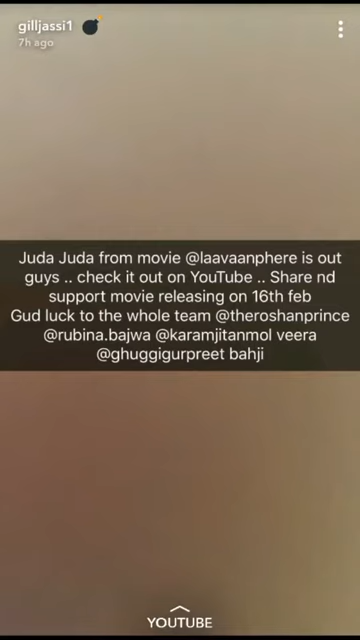 gilljassi1
7h ago
Juda Juda from movie @laavaanphere is out
guys .. check it out on YouTube .. Share nd
support movie releasing on 16th feb
Gud luck to the whole team @theroshanprince
@rubina.bajwa @karamjitanmol veera
@ghuggigurpreet bahji
YOUTUBE